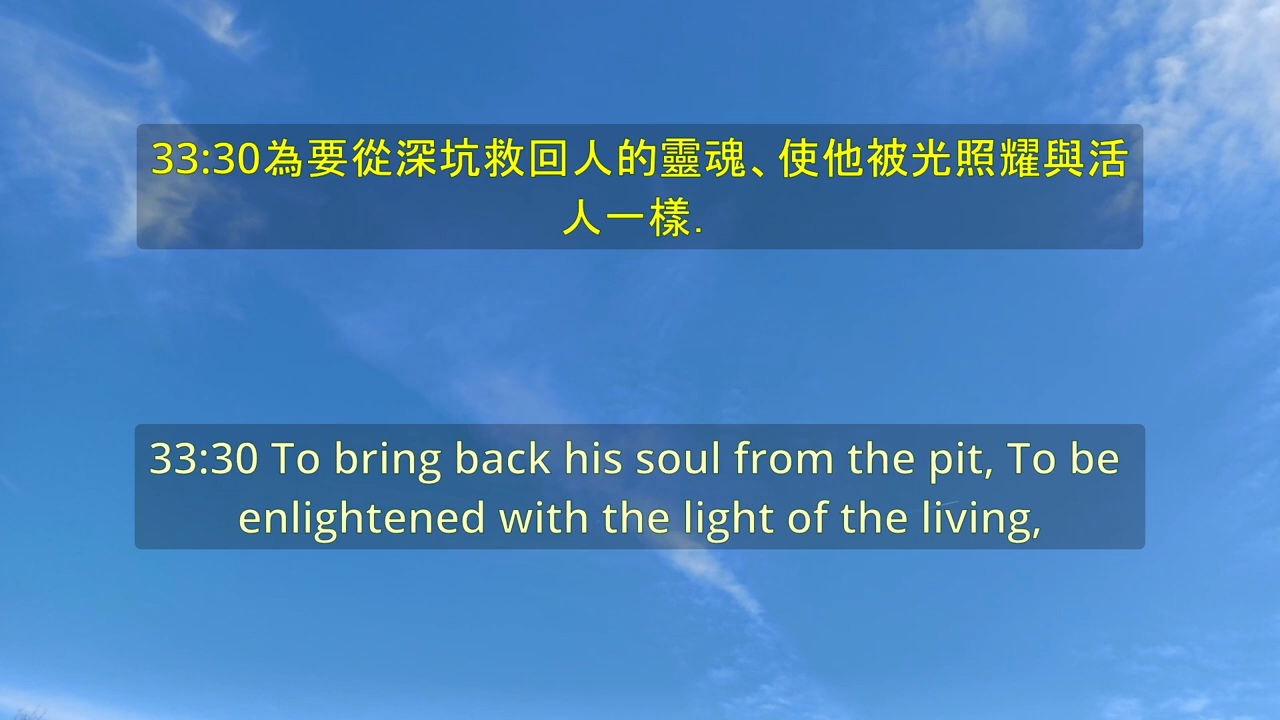 33:30為要從深坑救回人的靈魂、使他被光照耀與活
人一樣.
33:30 To bring back his soul from the pit, To be
enlightened with the light of the living,